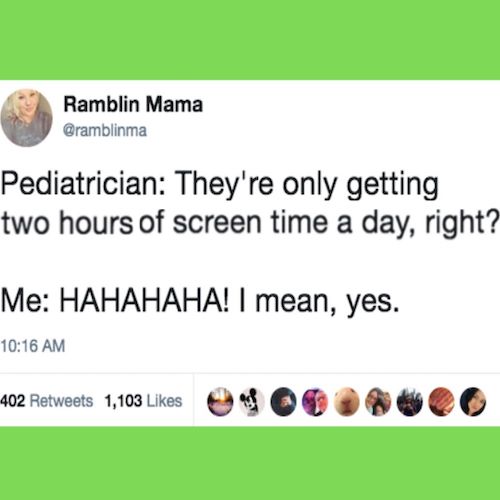 Ramblin Mama
@ramblinma
Pediatrician: They're only getting
two hours of screen time a day, right?
Me: HAHAHAHA! I mean, yes.
10:16 AM
402 Retweets 1,103 Likes